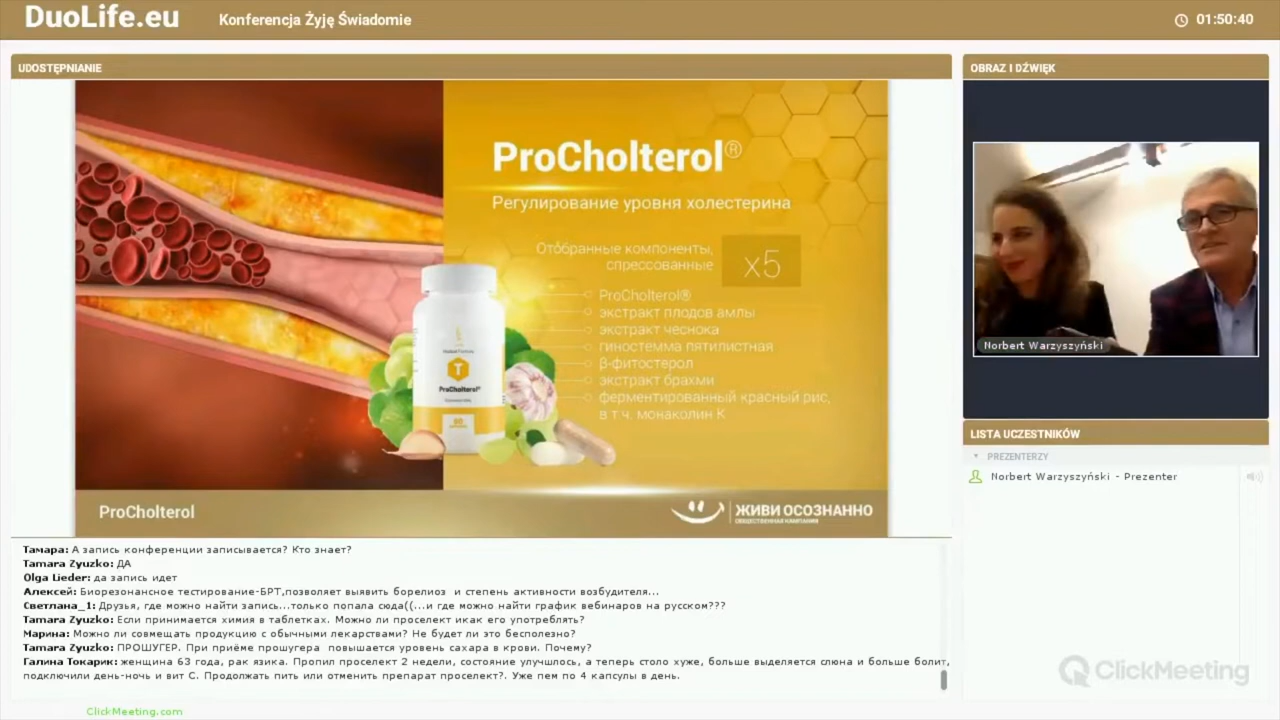 DuoLife.eu
Konferencja Żyję Świadomie
01:50:40
UDOSTĘPNIANIE
ProCholterol®
Регулирование уровня холестерина
Отобранные компоненты,
спрессованные
x5
ProCholterol®
экстракт плодов амлы
экстракт чеснока
гиностемма пятилистная
β-фитостерол
экстракт брахми
ферментированный красный рис,
в т.ч. монаколин К
T
ProCholterol®
ProCholterol
ЖИВИ ОСОЗНАННО
ОБЩЕСТВЕННАЯ КАМПАНИЯ
OBRAZ I DŹWIĘK
Norbert Warzyszyński
LISTA UCZESTNIKÓW
PREZENTERZY
Norbert Warzyszyński - Prezenter
Тамара: А запись конференции записывается? Кто знает?
Tamara Zyuzko: ДА
Olga Lieder: да запись идет
Алексей: Биорезонансное тестирование-БРТ,позволяет выявить борелиоз и степень активности возбудителя...
Светлана_1: Друзья, где можно найти запись...только попала сюда((...и где можно найти график вебинаров на русском???
Tamara Zyuzko: Если принимается химия в таблетках. Можно ли проселект икак его употреблять?
Марина: Можно ли совмещать продукцию с обычными лекарствами? Не будет ли это бесполезно?
Tamara Zyuzko: ПРОШУГЕР. При приёме прошугера повышается уровень сахара в крови. Почему?
Галина Токарик: женщина 63 года, рак язика. Пропил проселект 2 недели, состояние улучшлось, а теперь столо хуже, больше выделяется слюна и больше болит,
подключили день-ночь и вит С. Продолжать пить или отменить препарат проселект?. Уже пем по 4 капсулы в день.
ClickMeeting
ClickMeeting.com